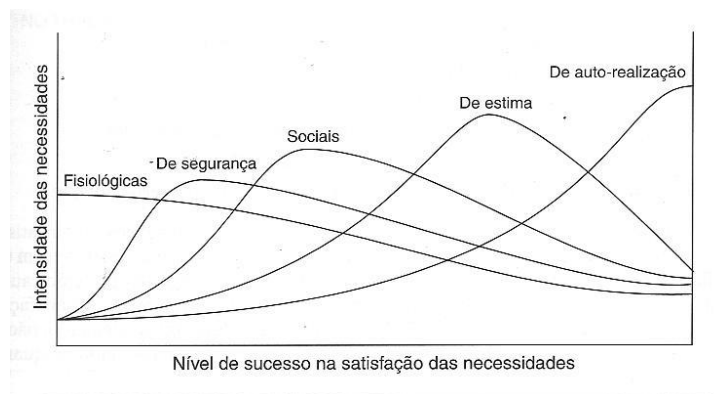 De auto-realização
De estima
Sociais
De segurança
Fisiológicas
Intensidade das necessidades
Nível de sucesso na satisfação das necessidades